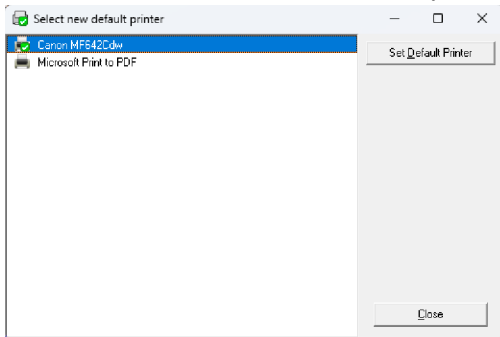 Select new default printer
Canon MF642Cdw
Microsoft Print to PDF
Set Default Printer
Close